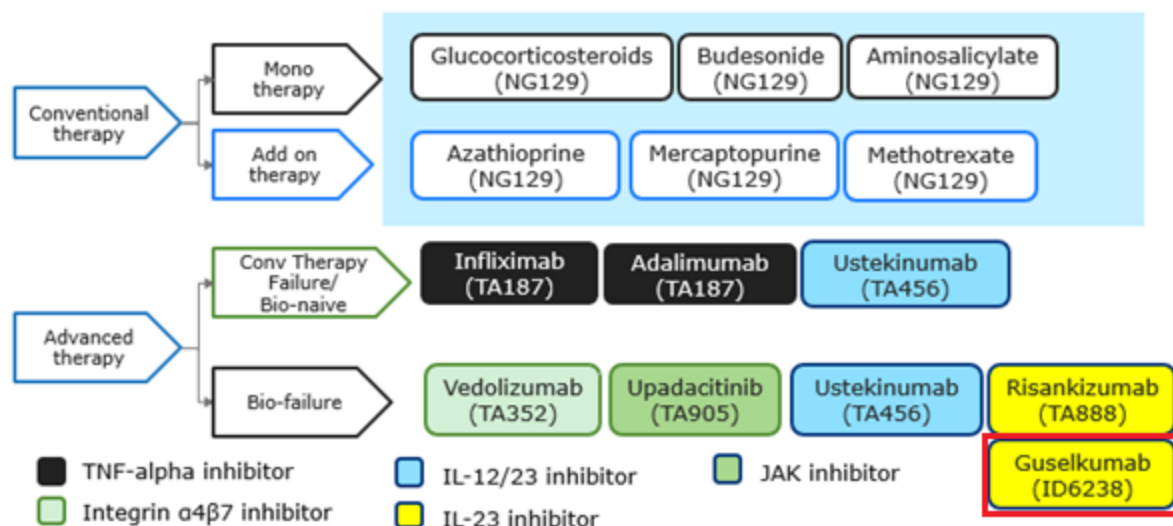 Conventional
therapy
Mono
therapy
Glucocorticosteroids
(NG129)
Budesonide
(NG129)
Aminosalicylate
(NG129)
Add on
therapy
Azathioprine
(NG129)
Mercaptopurine
(NG129)
Methotrexate
(NG129)
Advanced
therapy
Conv Therapy
Failure/
Bio-naive
Infliximab
(TA187)
Adalimumab
(TA187)
Ustekinumab
(TA456)
Bio-failure
Vedolizumab
(TA352)
Upadacitinib
(TA905)
Ustekinumab
(TA456)
Risankizumab
(TA888)
Guselkumab
(ID6238)
TNF-alpha inhibitor
IL-12/23 inhibitor
JAK inhibitor
Integrin α4β7 inhibitor
IL-23 inhibitor